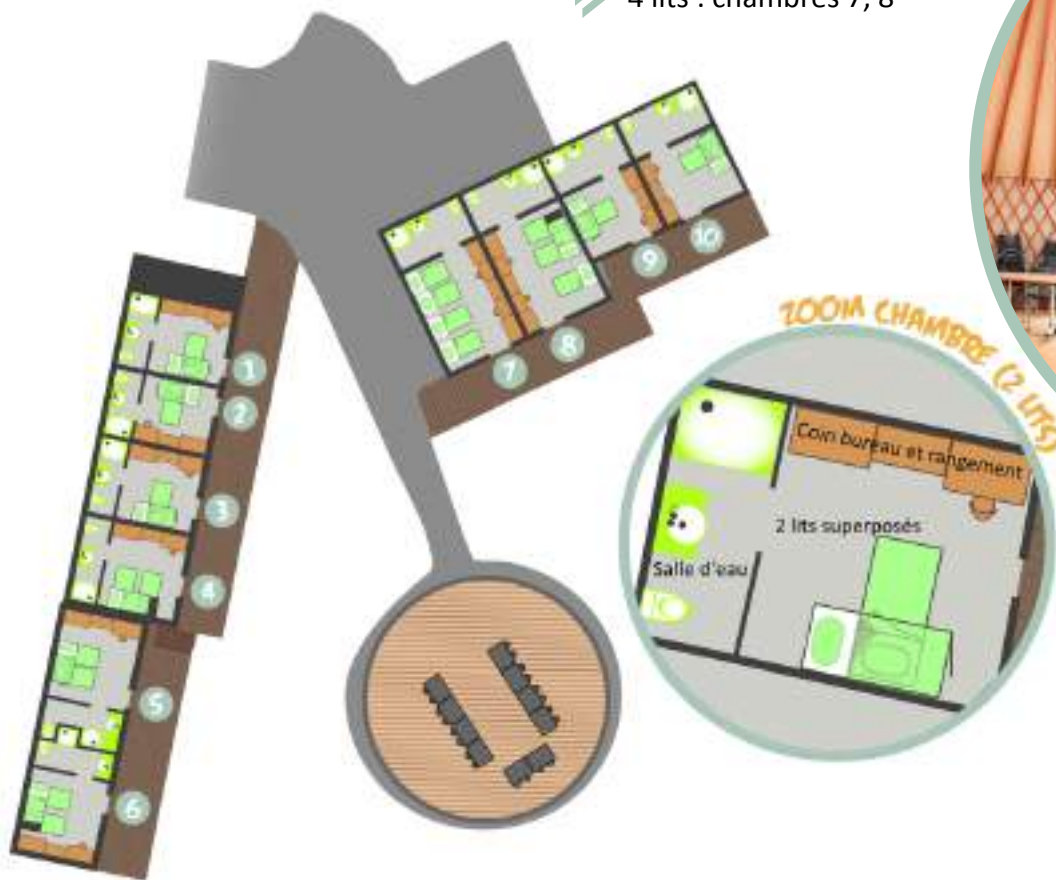 4 lits : chambres 7, 8
10
9
8
7
1
2
3
4
5
6
ZOOM CHAMBRE (2 LITS)
Coin bureau et rangement
2 lits superposés
Salle d'eau